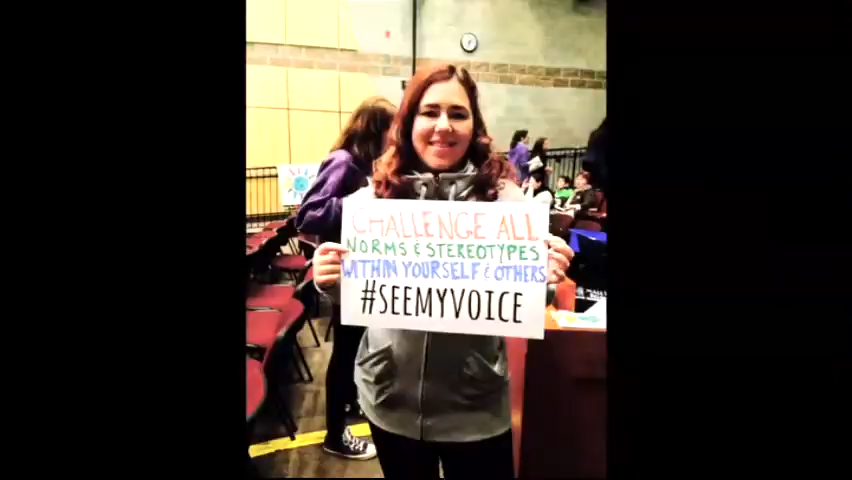 CHALLENGE ALL
NORMS & STEREOTYPES
WITHIN YOURSELF & OTHERS
#SEEMYVOICE